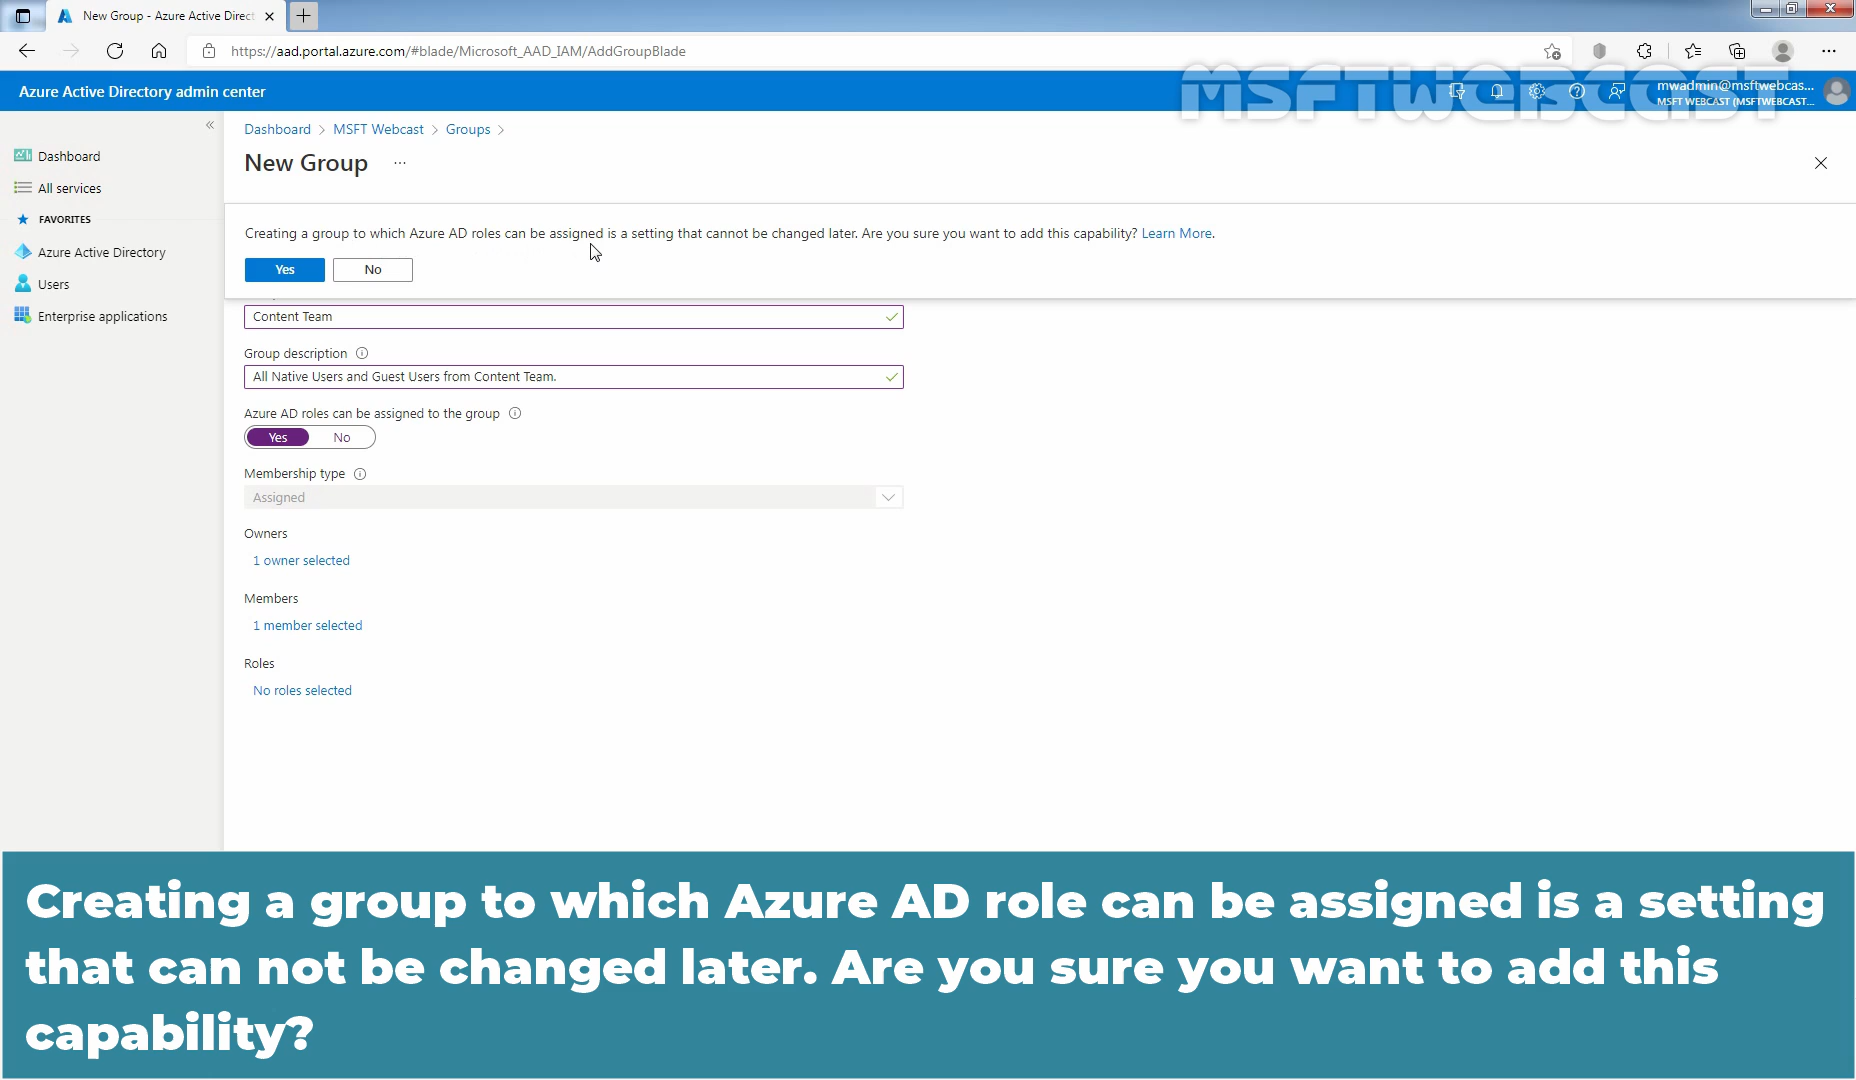 New Group - Azure Active Direct
https://aad.portal.azure.com/#blade/Microsoft_AAD_IAM/AddGroupBlade
MSFTWEBCAST
Azure Active Directory admin center
mwadmin@msftwebcas...
MSFT WEBCAST (MSFTWEBCAST....
Dashboard > MSFT Webcast > Groups >
New Group ...
Dashboard
All services
FAVORITES
Azure Active Directory
Users
Enterprise applications
Creating a group to which Azure AD roles can be assigned is a setting that cannot be changed later. Are you sure you want to add this capability? Learn More.
Yes No
Content Team
Group description
All Native Users and Guest Users from Content Team.
Azure AD roles can be assigned to the group
Yes No
Membership type
Assigned
Owners
1 owner selected
Members
1 member selected
Roles
No roles selected
Creating a group to which Azure AD role can be assigned is a setting
that can not be changed later. Are you sure you want to add this
capability?